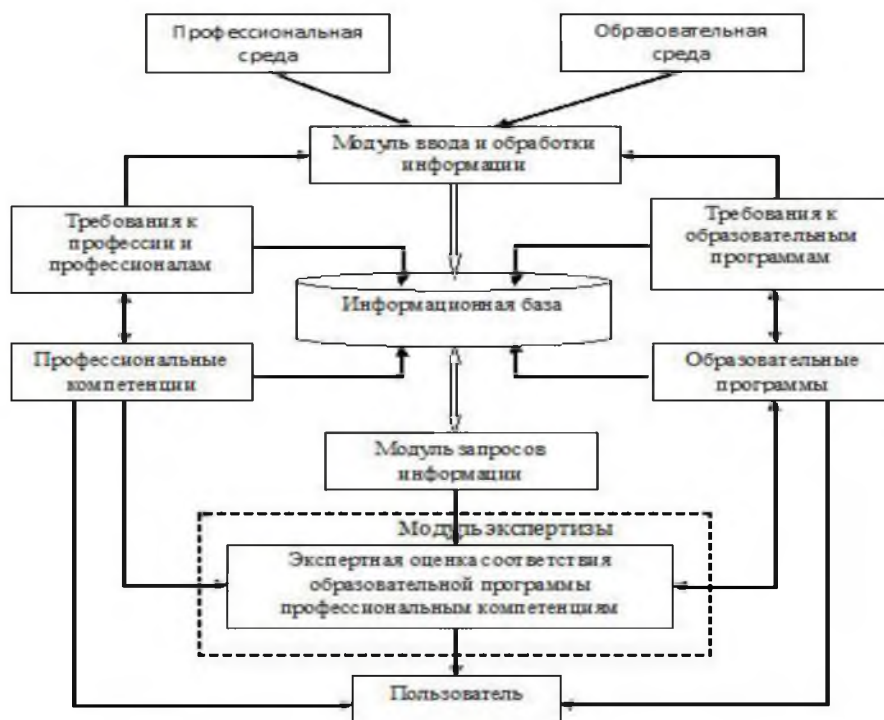 Профессиональная
среда
Образовательная
среда
Модуль ввода и обработки
информации
Требования к
профессии и
профессионалам
Требования к
образовательным
программам
Информационная база
Профессиональные
компетенции
Образовательные
программы
Модуль запросов
информации
Модуль экспертизы
Экспертная оценка соответствия
образовательной программы
профессиональным компетенциям
Пользователь